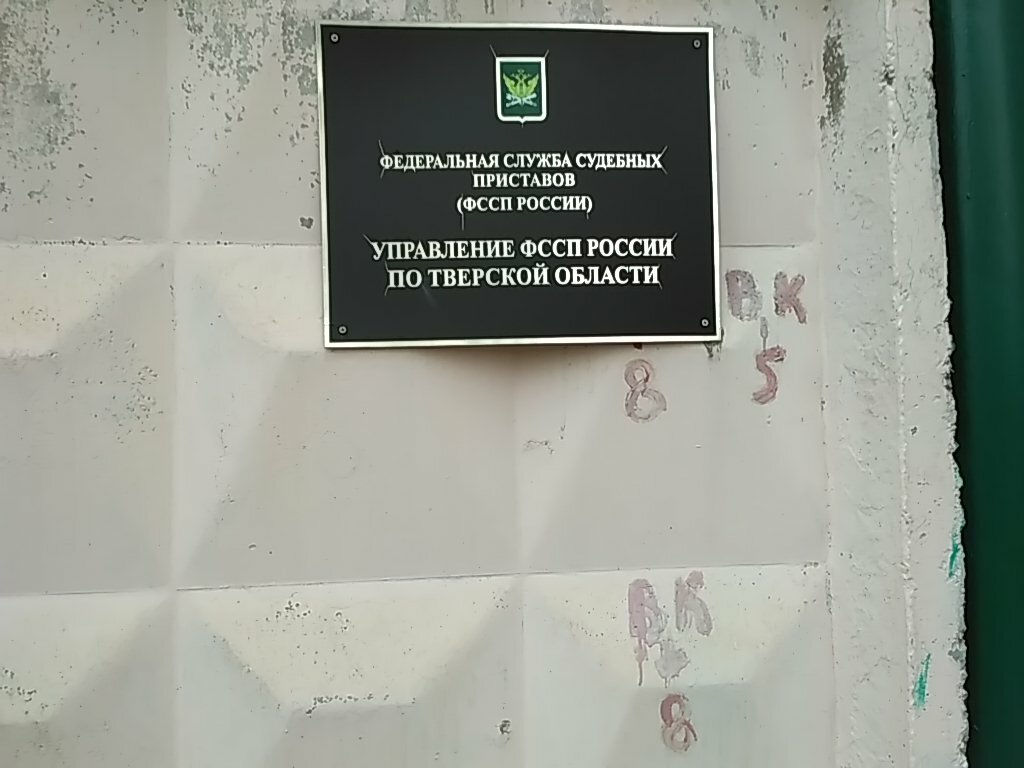 ФЕДЕРАЛЬНАЯ СЛУЖБА СУДЕБНЫХ
ПРИСТАВОВ
(ФССП РОССИИ)
УПРАВЛЕНИЕ ФССП РОССИИ
ПО ТВЕРСКОЙ ОБЛАСТИ
ВК
8 5
ВК
8